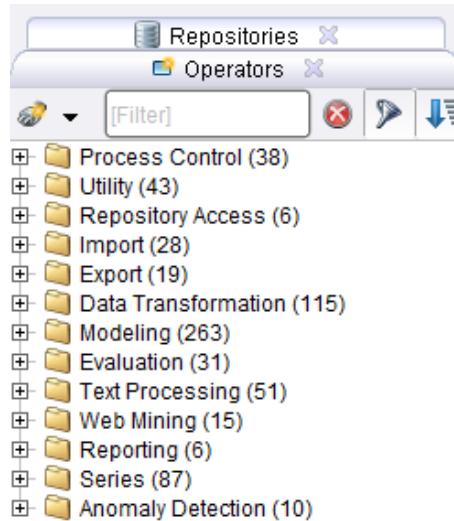 Repositories
Operators
[Filter]
Process Control (38)
Utility (43)
Repository Access (6)
Import (28)
Export (19)
Data Transformation (115)
Modeling (263)
Evaluation (31)
Text Processing (51)
Web Mining (15)
Reporting (6)
Series (87)
Anomaly Detection (10)